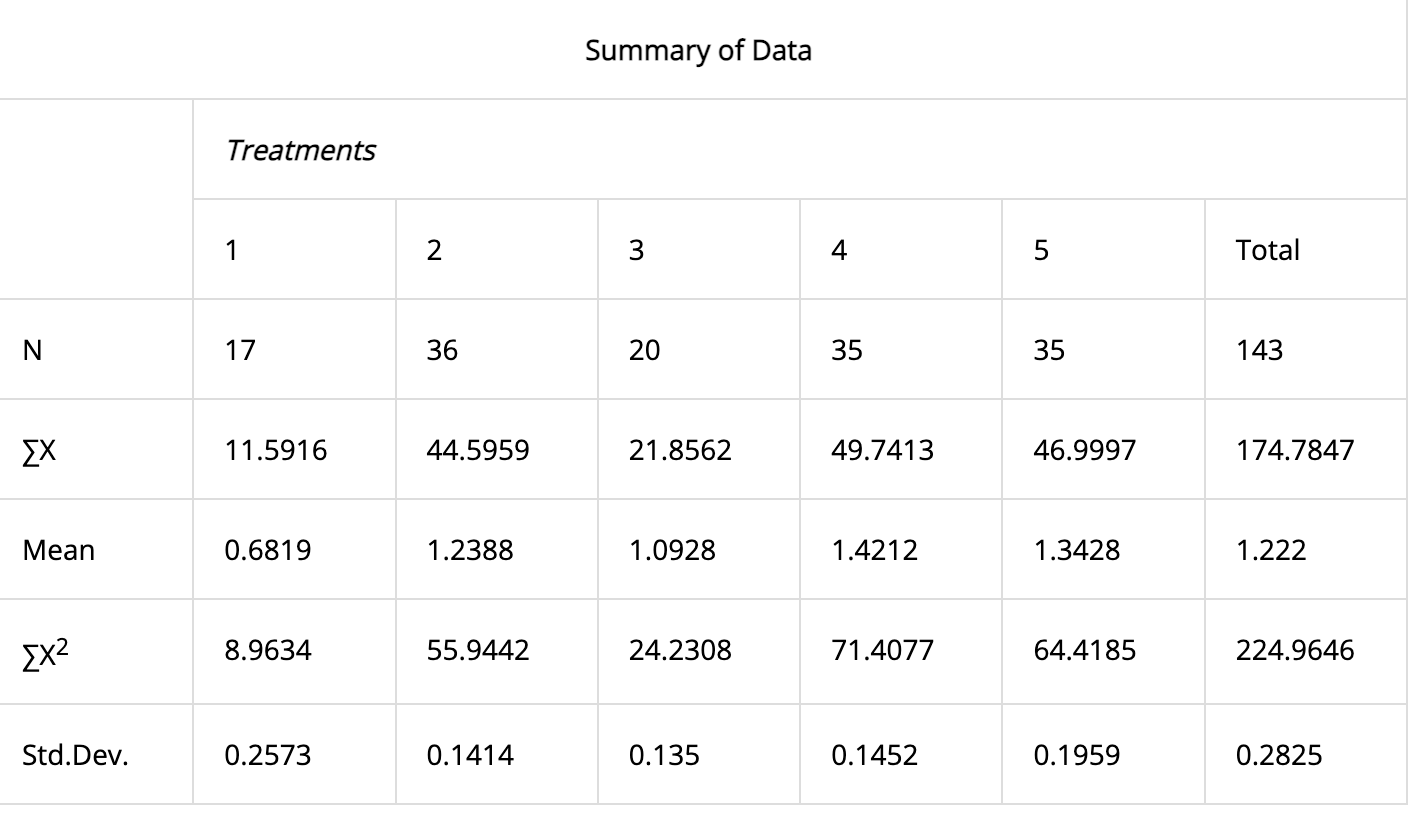 Summary of Data
Treatments
1 2 3 4 5 Total
N 17 36 20 35 35 143
∑X 11.5916 44.5959 21.8562 49.7413 46.9997 174.7847
Mean 0.6819 1.2388 1.0928 1.4212 1.3428 1.222
∑X² 8.9634 55.9442 24.2308 71.4077 64.4185 224.9646
Std.Dev. 0.2573 0.1414 0.135 0.1452 0.1959 0.2825